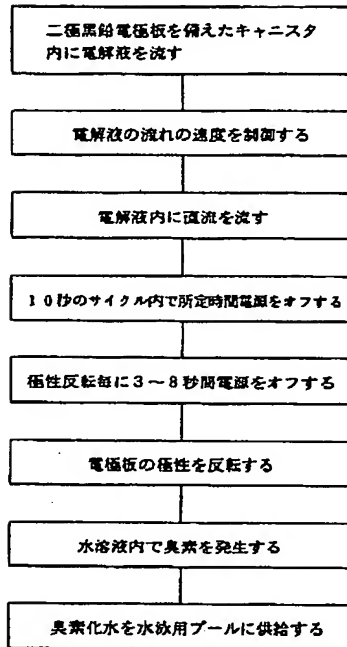 二極黒鉛電極板を備えたキャニスタ
内に電解液を流す
電解液の流れの速度を制御する
電解液内に直流を流す
10秒のサイクル内で所定時間電源をオフする
極性反転毎に3～8秒間電源をオフする
電極板の極性を反転する
水溶液内で臭素を発生する
臭素化水を水泳用プールに供給する